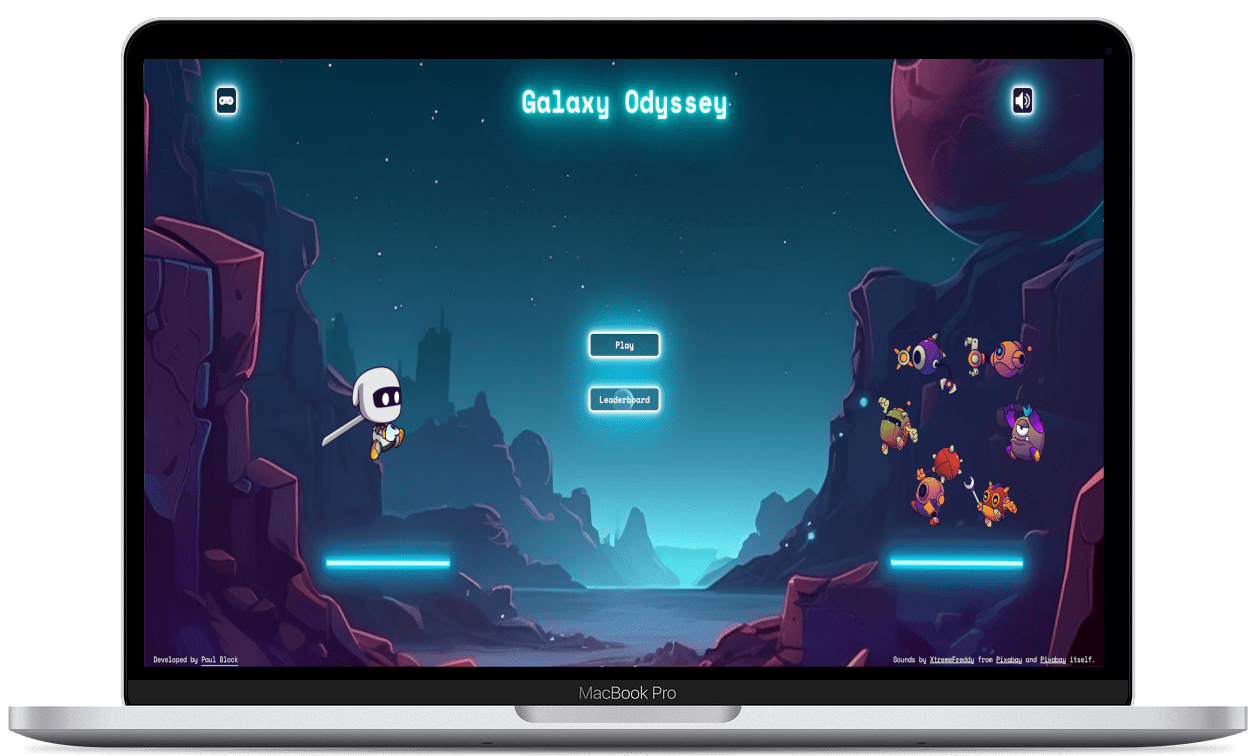 Galaxy Odyssey
Play
Leaderboard
Developed by Paul Block
Sounds by XtremeFreddy from Pixabay and Pixabay itself.
MacBook Pro